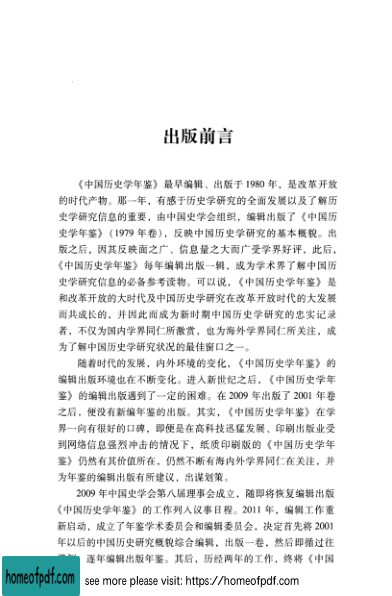 出版前言
《中国历史学年鉴》最早编辑、出版于 1980 年，是改革开放
的时代产物。那一年，有感于历史学研究的全面发展以及了解历
史学研究信息的重要，由中国史学会组织，编辑出版了《中国历
史学年鉴》（1979 年卷），反映中国历史学研究的基本概貌。出
版之后，因其反映面之广、信息量之大而广受学界好评，此后，
《中国历史学年鉴》每年编辑出版一辑，成为学术界了解中国历
史学研究信息的必备参考读物。可以说，《中国历史学年鉴》是
和改革开放的大时代及中国历史学研究在改革开放时代的大发展
而共成长的，并因此而成为新时期中国历史学研究的忠实记录
者，不仅为国内学界同仁所激赏，也为海外学界同仁所关注，成
为了解中国历史学研究状况的最佳窗口之一。
随着时代的发展，内外环境的变化，《中国历史学年鉴》的
编辑出版环境也在不断变化。进入新世纪之后，《中国历史学年
鉴》的编辑出版遇到了一定的困难。在 2009 年出版了 2001 年卷
之后，便没有新编年鉴的出版。其实，《中国历史学年鉴》在学
界一向有很好的口碑，即便是在高科技迅猛发展、印刷出版业受
到网络信息强烈冲击的情况下，纸质印刷版的《中国历史学年
鉴》仍然有其价值所在，仍然不断有海内外学界同仁在关注，并
为年鉴的编辑出版有所建议，出谋划策。
2009 年中国史学会第八届理事会成立，随即将恢复编辑出版
《中国历史学年鉴》的工作列入议事日程。2011 年，编辑工作重
新启动，成立了年鉴学术委员会和编辑委员会，决定首先将 2001
年以后的中国历史研究概貌综合编辑，出版一卷，然后即循过往
逐年编辑出版年鉴。其后，历经两年的工作，终将《中国
homeofpdf.com
see more please visit: https://homeofpdf.com